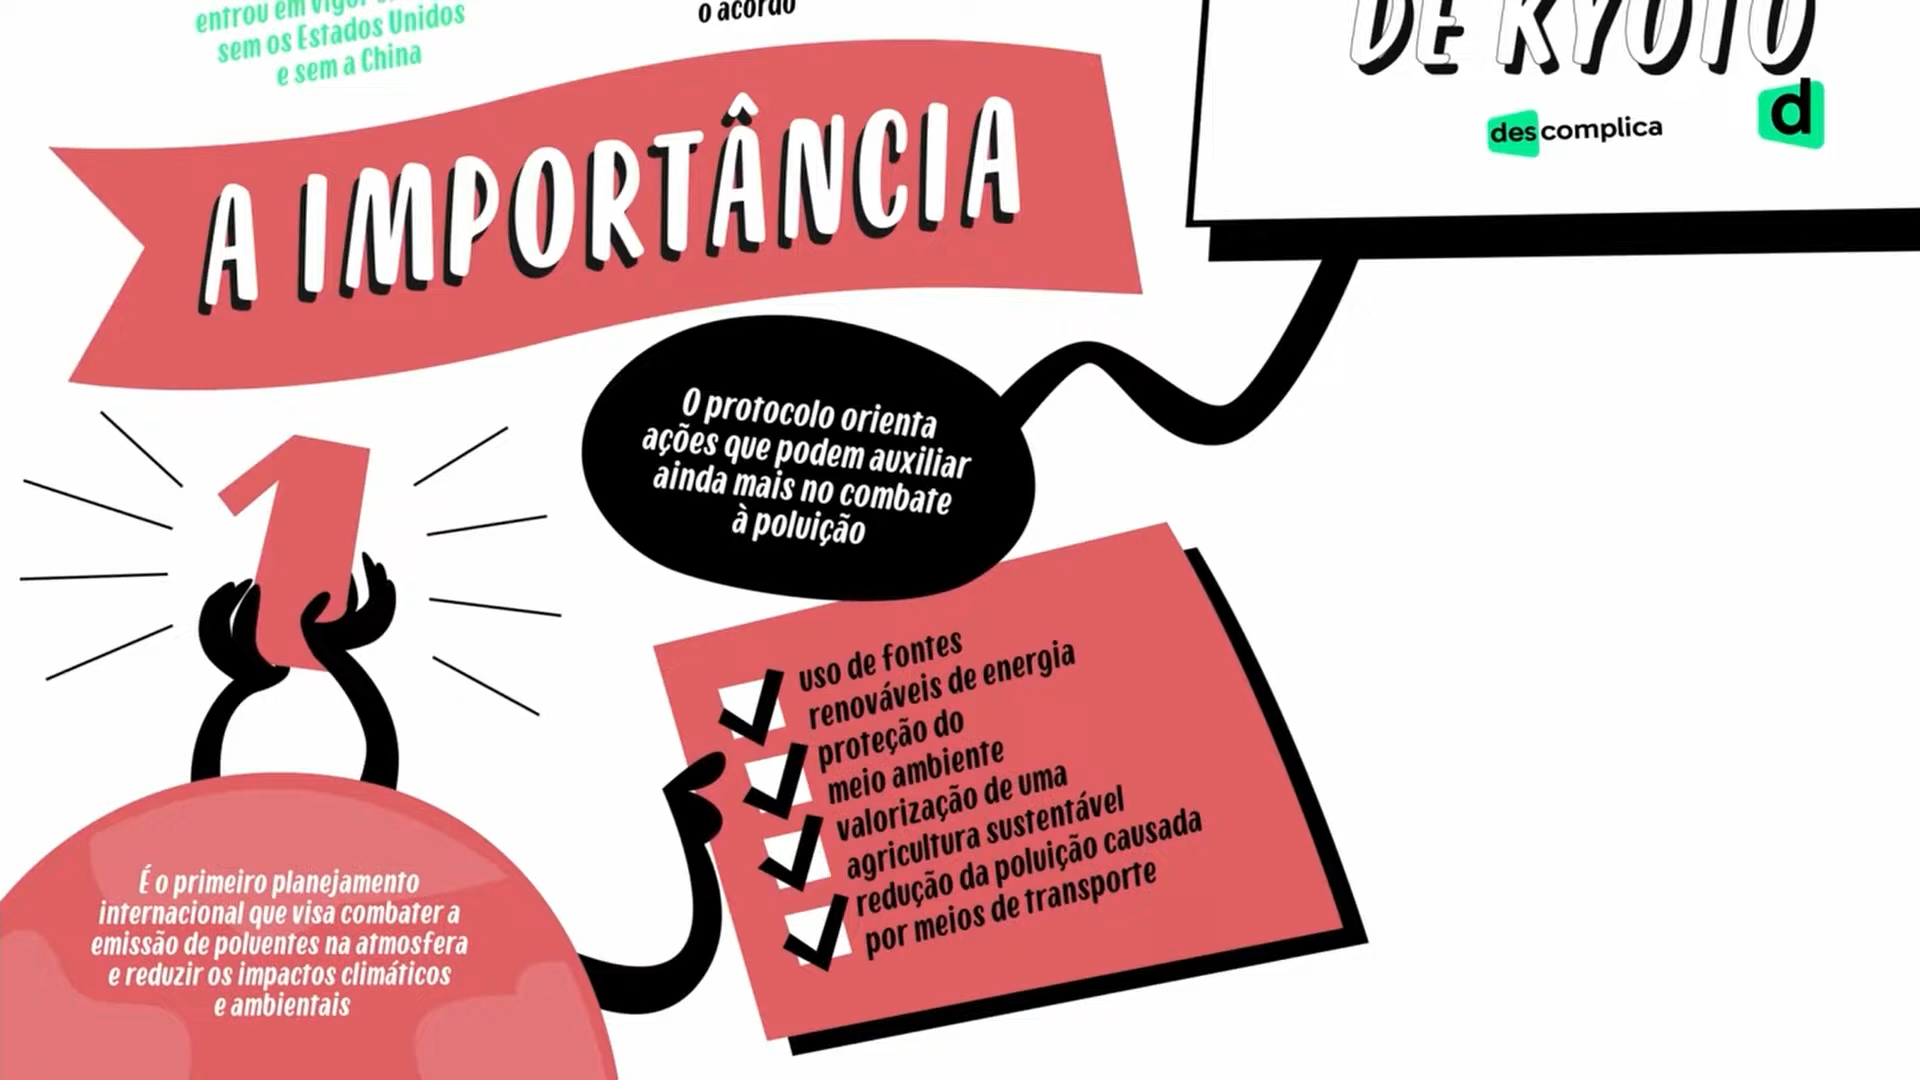 entrou em vigor
sem os Estados Unidos
e sem a China
o acordo
DE KYOTO
descomplica
d
A IMPORTÂNCIA
O protocolo orienta
ações que podem auxiliar
ainda mais no combate
à poluição
1
uso de fontes
renováveis de energia
proteção do
meio ambiente
valorização de uma
agricultura sustentável
redução da poluição causada
por meios de transporte
É o primeiro planejamento
internacional que visa combater a
emissão de poluentes na atmosfera
e reduzir os impactos climáticos
e ambientais